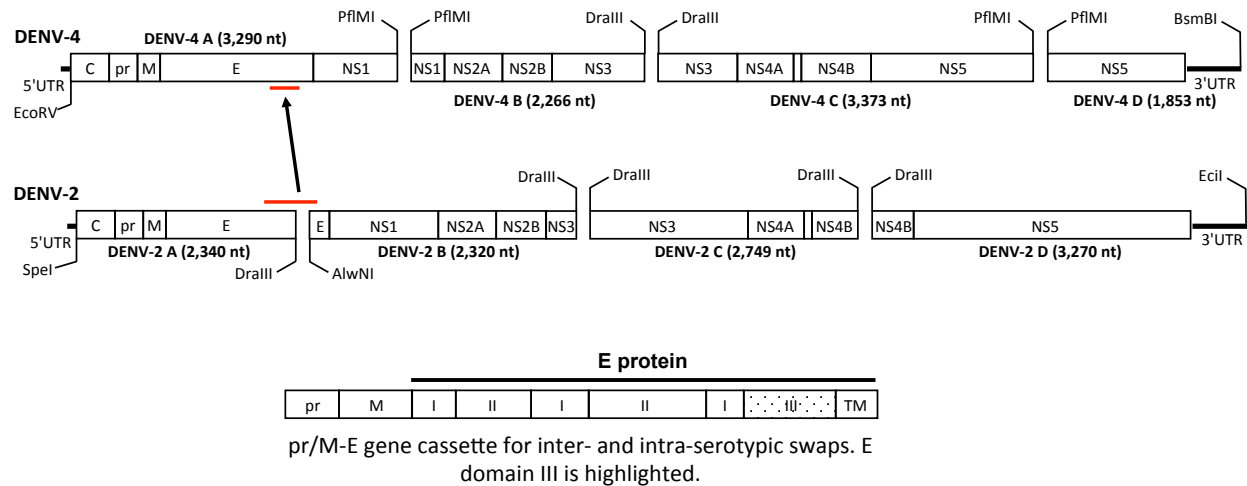 PflMI PflMI DraIII DraIII PflMI PflMI BsmBI
DENV-4 DENV-4 A (3,290 nt)
C pr M E NS1 NS1 NS2A NS2B NS3 NS3 NS4A NS4B NS5 NS5
5'UTR DENV-4 B (2,266 nt) DENV-4 C (3,373 nt) DENV-4 D (1,853 nt) 3'UTR
EcoRV
DraIII DraIII DraIII EciI
DENV-2
C pr M E E NS1 NS2A NS2B NS3 NS3 NS4A NS4B NS4B NS5
5'UTR DENV-2 A (2,340 nt) DENV-2 B (2,320 nt) DENV-2 C (2,749 nt) DENV-2 D (3,270 nt) 3'UTR
SpeI DraIII AlwNI
E protein
pr M I II I II I III TM
pr/M-E gene cassette for inter- and intra-serotypic swaps. E
domain III is highlighted.